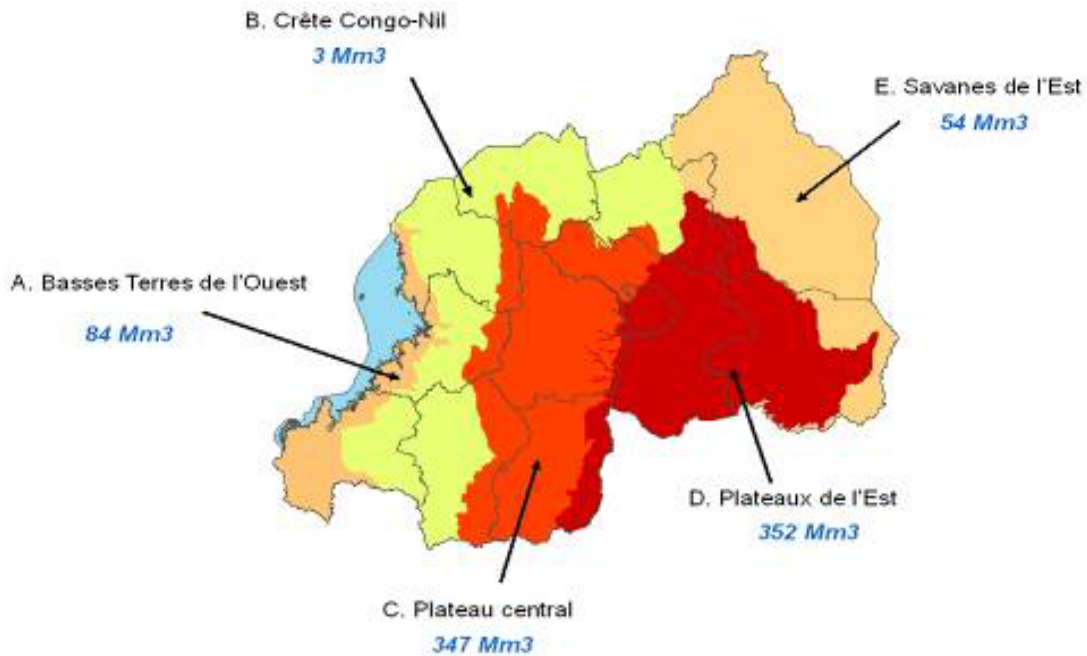 B. Crête Congo-Nil
3 Mm3
E. Savanes de l'Est
54 Mm3
A. Basses Terres de l'Ouest
84 Mm3
D. Plateaux de l'Est
352 Mm3
C. Plateau central
347 Mm3